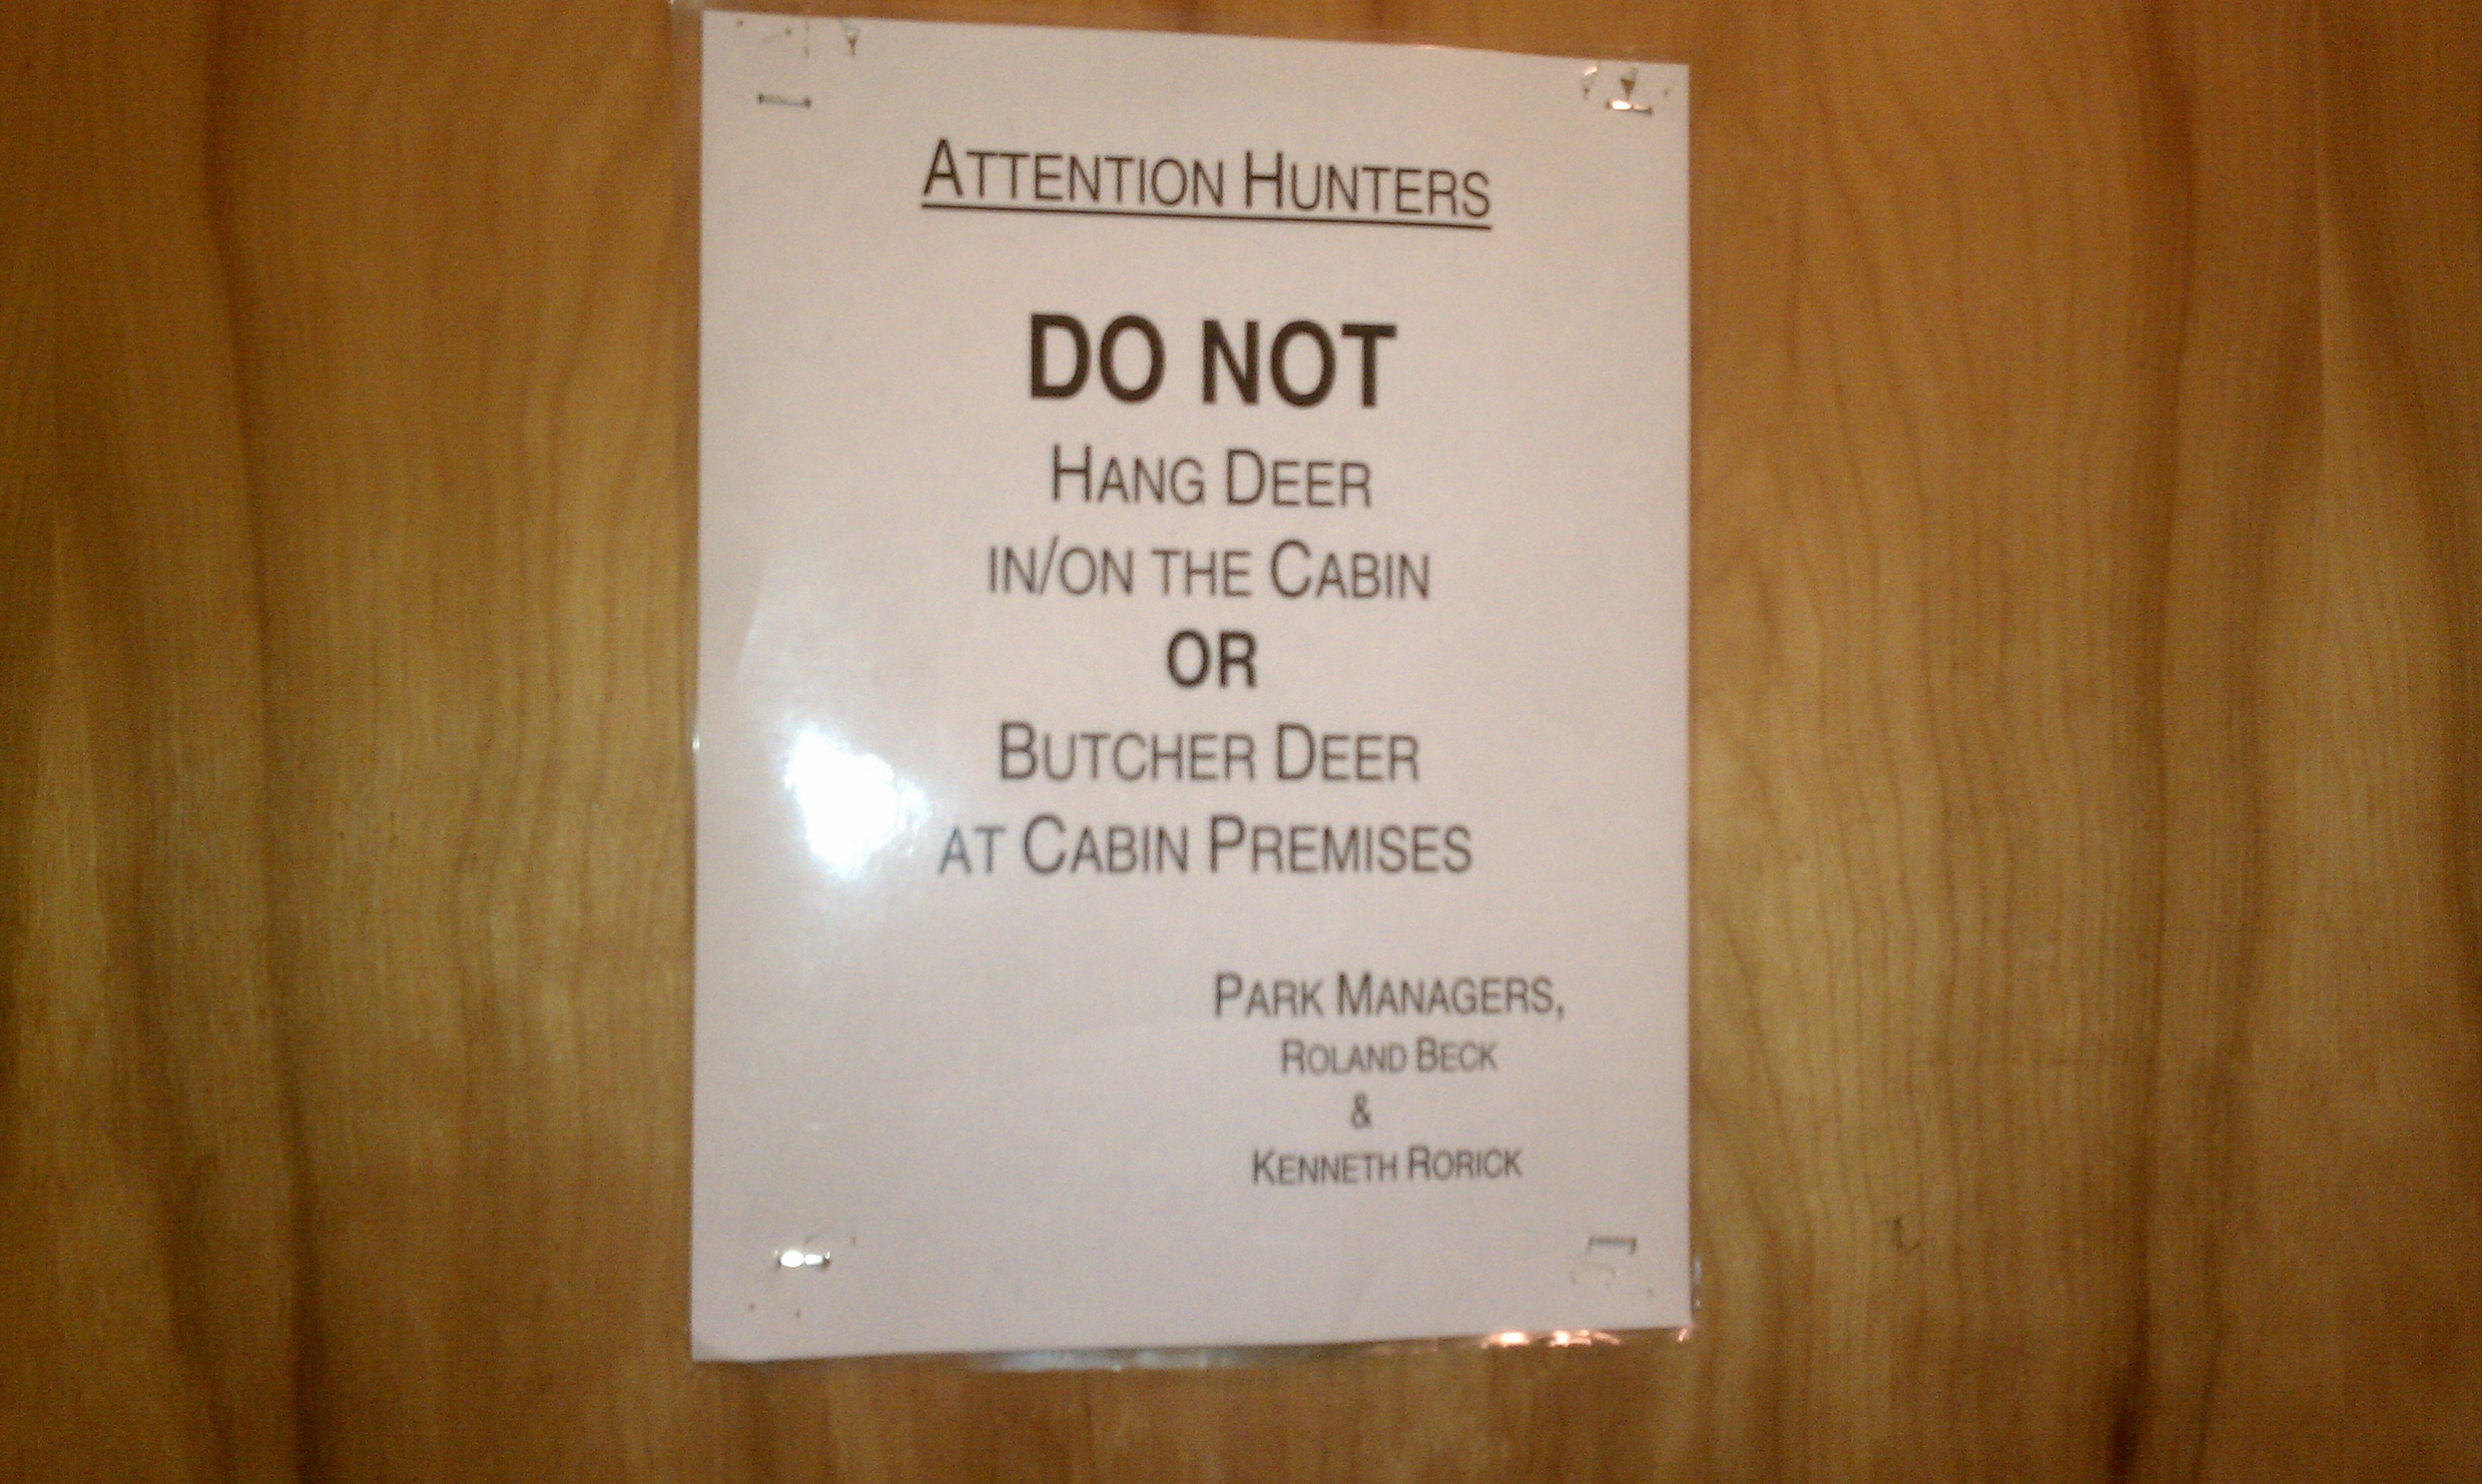 ATTENTION HUNTERS
DO NOT
HANG DEER
IN/ON THE CABIN
OR
BUTCHER DEER
AT CABIN PREMISES
PARK MANAGERS,
ROLAND BECK
&
KENNETH RORICK